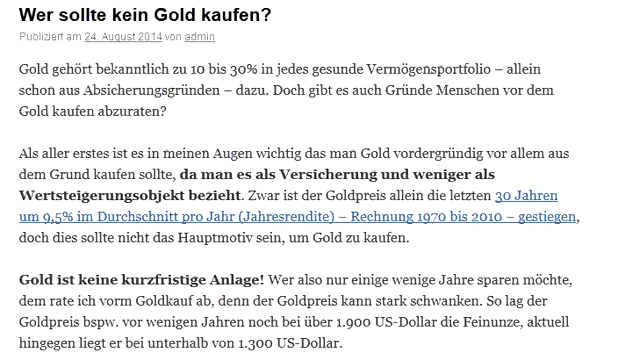 Wer sollte kein Gold kaufen?
Publiziert am 24. August 2014 von admin
Gold gehört bekanntlich zu 10 bis 30% in jedes gesunde Vermögensportfolio – allein
schon aus Absicherungsgründen – dazu. Doch gibt es auch Gründe Menschen vor dem
Gold kaufen abzuraten?
Als aller erstes ist es in meinen Augen wichtig das man Gold vordergründig vor allem aus
dem Grund kaufen sollte, da man es als Versicherung und weniger als
Wertsteigerungsobjekt bezieht. Zwar ist der Goldpreis allein die letzten 30 Jahren
um 9,5% im Durchschnitt pro Jahr (Jahresrendite) – Rechnung 1970 bis 2010 – gestiegen,
doch dies sollte nicht das Hauptmotiv sein, um Gold zu kaufen.
Gold ist keine kurzfristige Anlage! Wer also nur einige wenige Jahre sparen möchte,
dem rate ich vorm Goldkauf ab, denn der Goldpreis kann stark schwanken. So lag der
Goldpreis bspw. vor wenigen Jahren noch bei über 1.900 US-Dollar die Feinunze, aktuell
hingegen liegt er bei unterhalb von 1.300 US-Dollar.